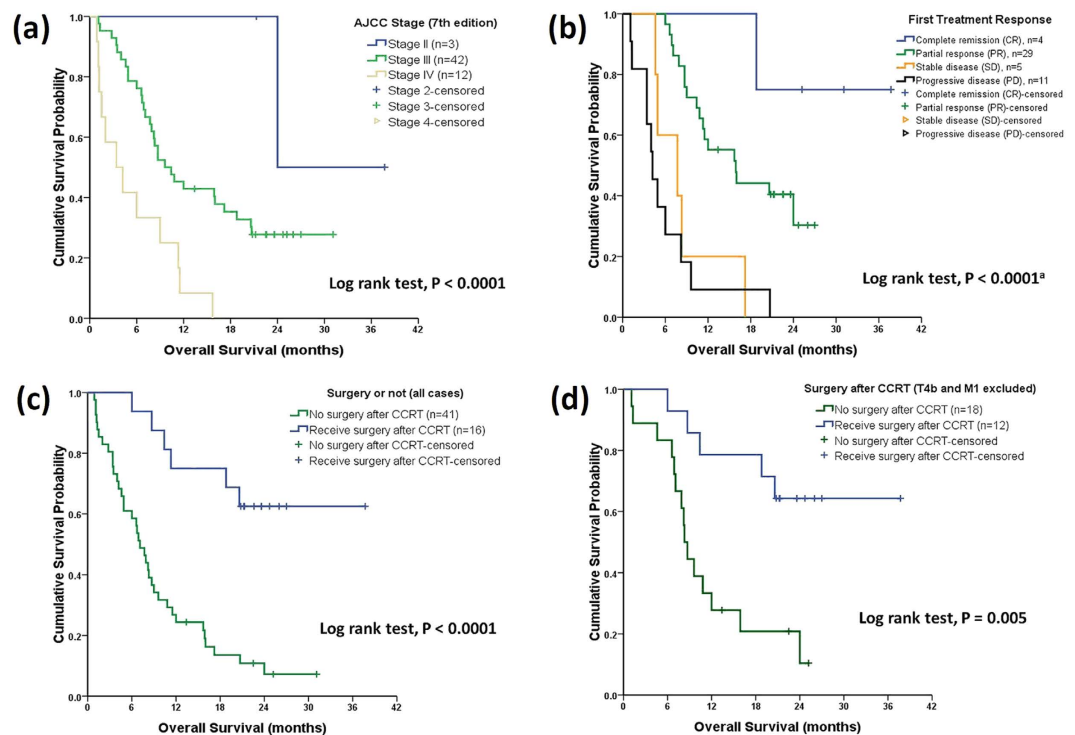 (a)
AJCC Stage (7th edition)
Stage II (n=3)
Stage III (n=42)
Stage IV (n=12)
Stage 2-censored
Stage 3-censored
Stage 4-censored
Cumulative Survival Probability
1.0
0.8
0.6
0.4
0.2
0.0
Log rank test, P < 0.0001
0 6 12 18 24 30 36 42
Overall Survival (months)
(b)
First Treatment Response
Complete remission (CR), n=4
Partial response (PR), n=29
Stable disease (SD), n=5
Progressive disease (PD), n=11
Complete remission (CR)-censored
Partial response (PR)-censored
Stable disease (SD)-censored
Progressive disease (PD)-censored
Cumulative Survival Probability
1.0
0.8
0.6
0.4
0.2
0.0
Log rank test, P < 0.0001ᵃ
0 6 12 18 24 30 36 42
Overall Survival (months)
(c)
Surgery or not (all cases)
No surgery after CCRT (n=41)
Receive surgery after CCRT (n=16)
No surgery after CCRT-censored
Receive surgery after CCRT-censored
Cumulative Survival Probability
1.0
0.8
0.6
0.4
0.2
0.0
Log rank test, P < 0.0001
0 6 12 18 24 30 36 42
Overall Survival (months)
(d)
Surgery after CCRT (T4b and M1 excluded)
No surgery after CCRT (n=18)
Receive surgery after CCRT (n=12)
No surgery after CCRT-censored
Receive surgery after CCRT-censored
Cumulative Survival Probability
1.0
0.8
0.6
0.4
0.2
0.0
Log rank test, P = 0.005
0 6 12 18 24 30 36 42
Overall Survival (months)